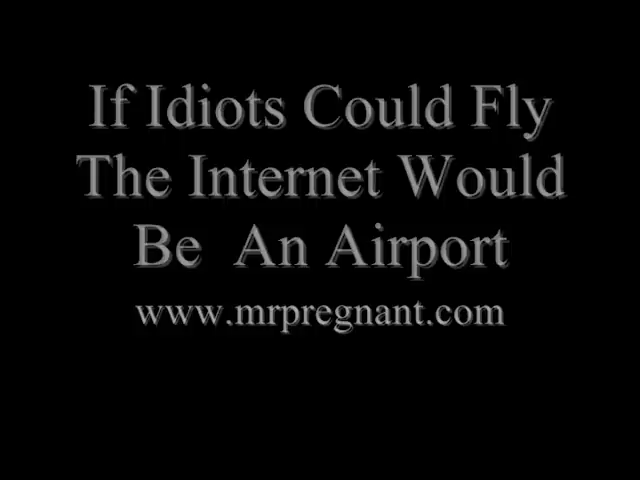 If Idiots Could Fly
The Internet Would
Be  An Airport
www.mrpregnant.com